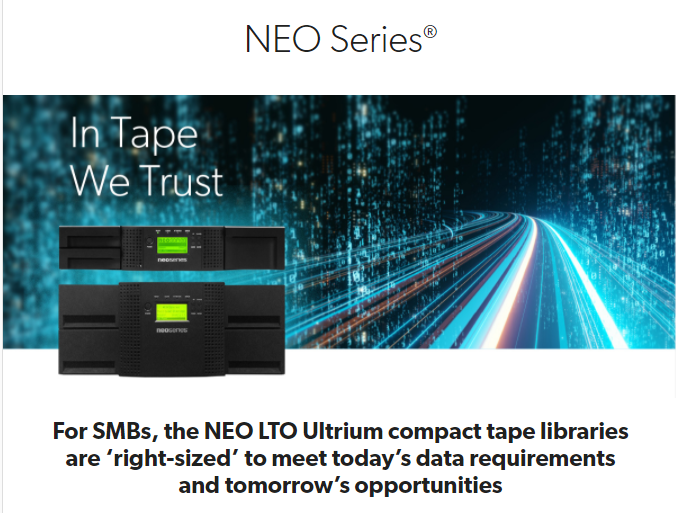 NEO Series®
In Tape
We Trust
neoseries
neoseries
For SMBs, the NEO LTO Ultrium compact tape libraries
are ‘right-sized’ to meet today’s data requirements
and tomorrow’s opportunities